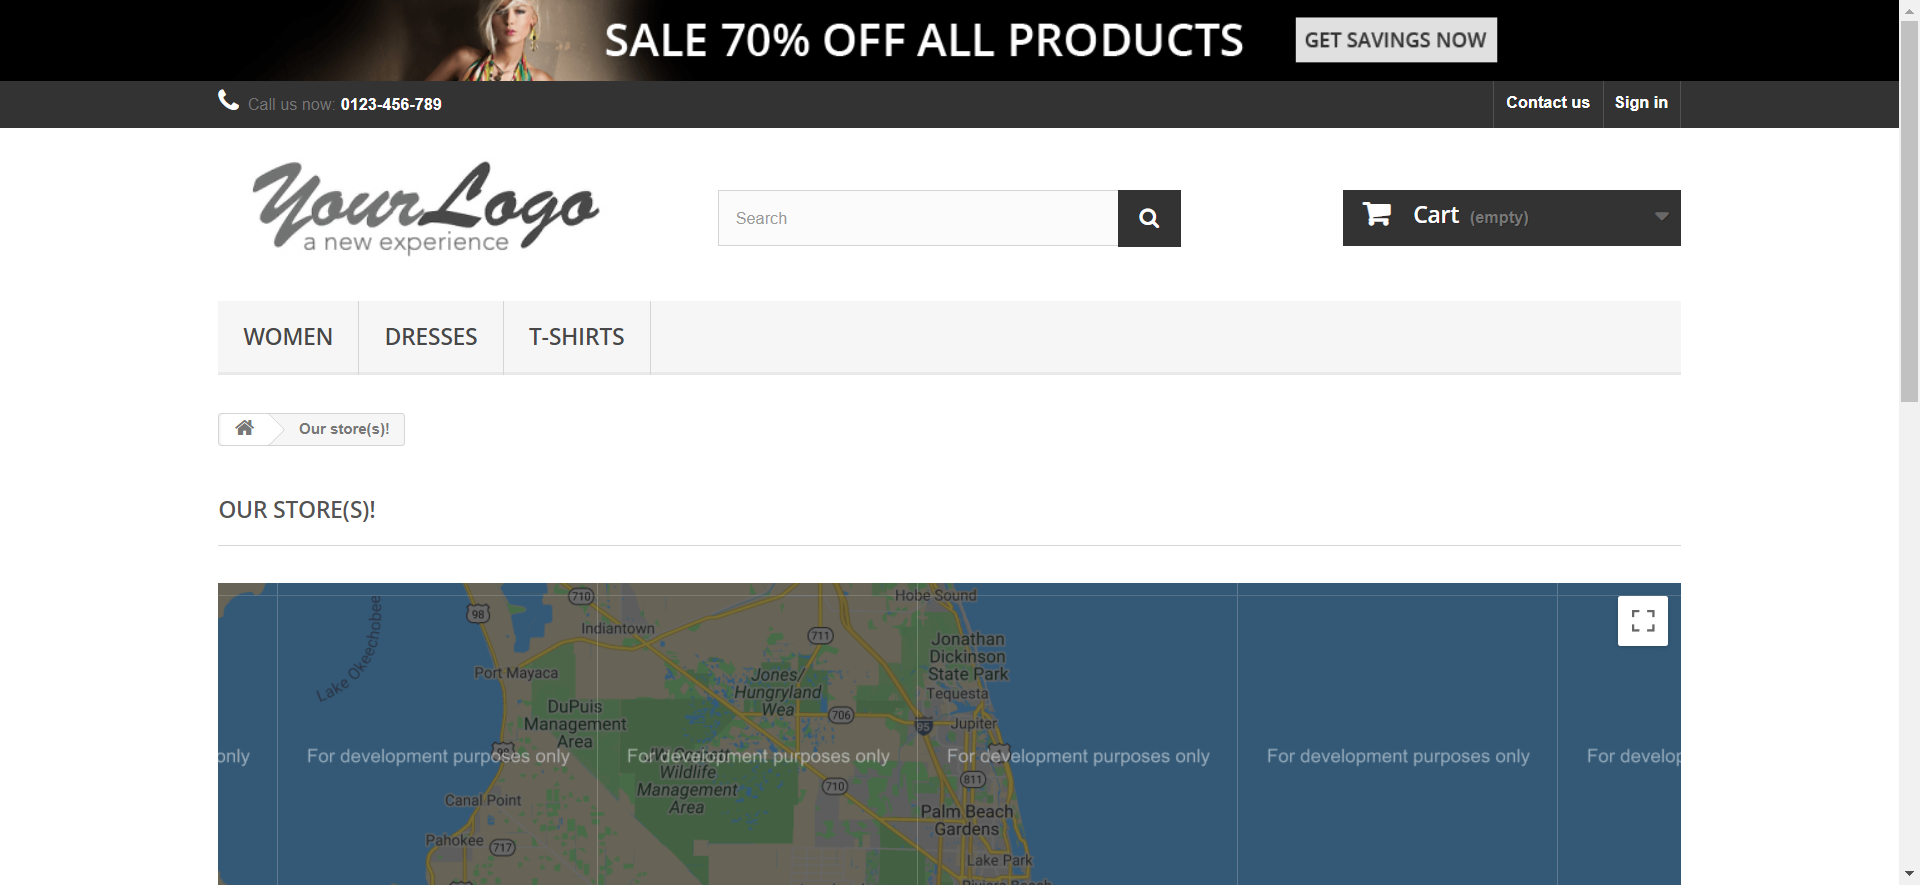 SALE 70% OFF ALL PRODUCTS GET SAVINGS NOW
Call us now: 0123-456-789
Contact us Sign in
YourLogo
a new experience
Search
Cart (empty)
WOMEN DRESSES T-SHIRTS
Our store(s)!
OUR STORE(S)!
Hobe Sound
710
98
Lake Okeechobee
Indiantown
711
Jonathan
Dickinson
State Park
Port Mayaca
Jones/
Hungryland
Wea
Tequesta
DuPuis
Management
Area
706
95
Jupiter
98
only For development purposes only For development purposes only For development purposes only For development purposes only For develop
Wildlife
Management
Area
710
811
Canal Point
Palm Beach
Gardens
Pahokee
717
Lake Park
Riviera Beach